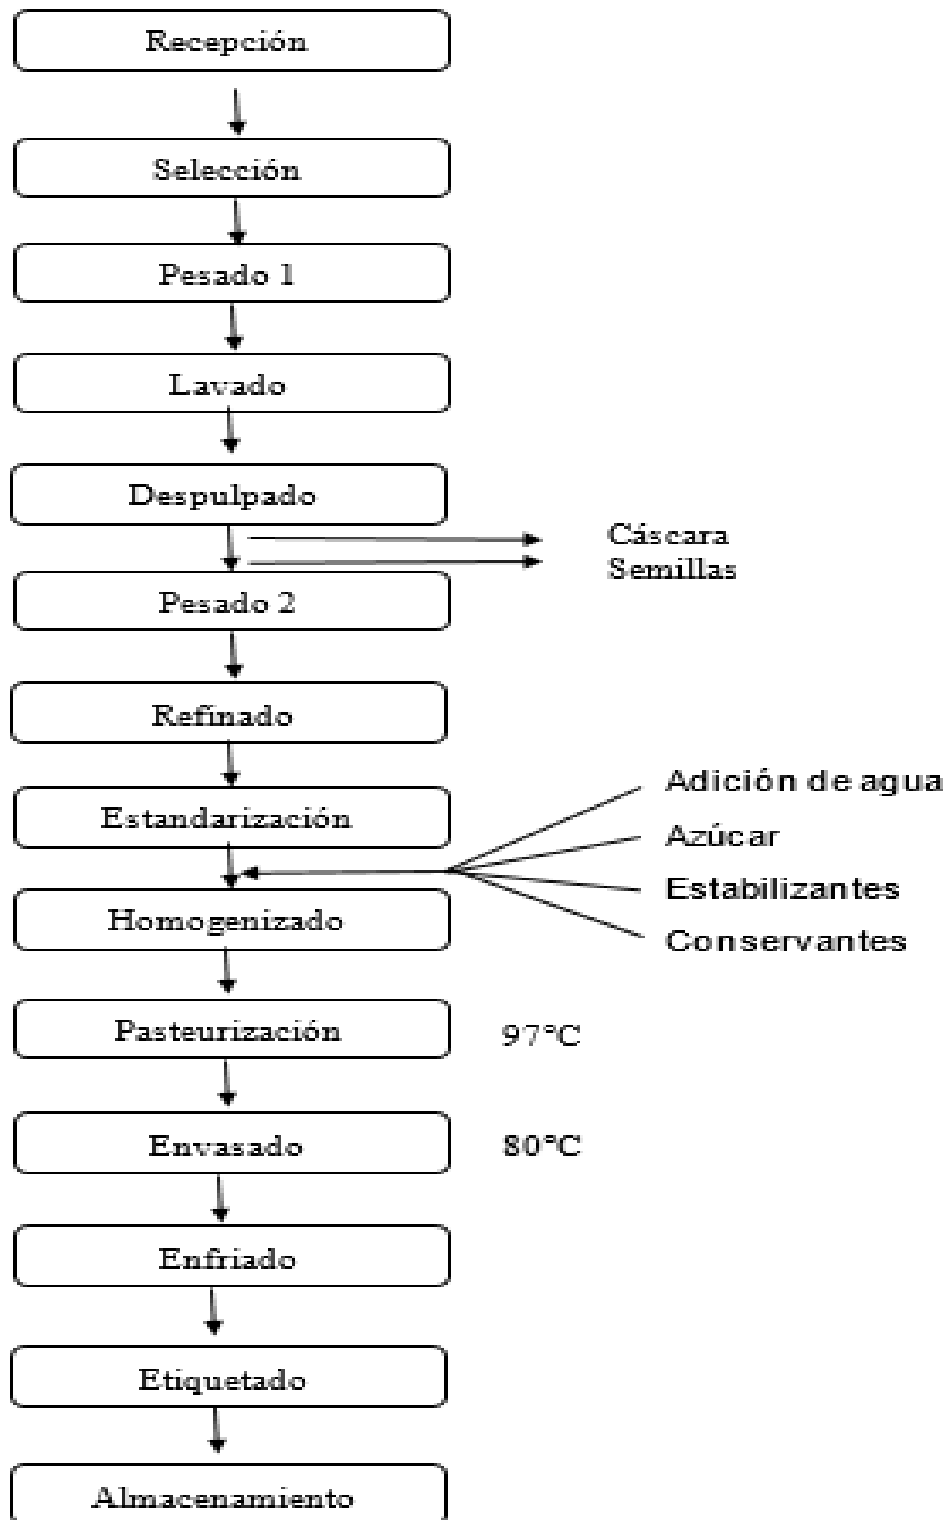 Recepción
Selección
Pesado 1
Lavado
Despulpado
Cáscara
Semillas
Pesado 2
Refinado
Estandarización
Adición de agua
Azúcar
Estabilizantes
Conservantes
Homogenizado
Pasteurización
97°C
Envasado
80°C
Enfriado
Etiquetado
Almacenamiento